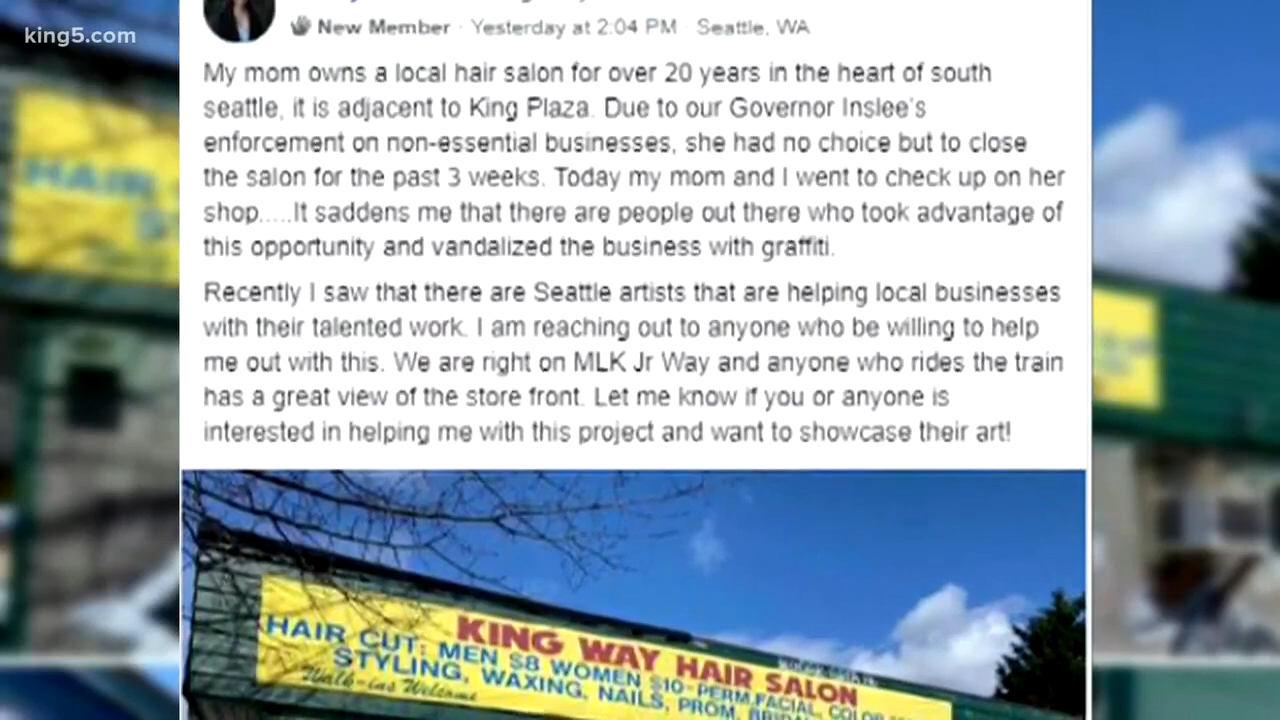 king5.com
New Member · Yesterday at 2:04 PM · Seattle, WA
My mom owns a local hair salon for over 20 years in the heart of south
seattle, it is adjacent to King Plaza. Due to our Governor Inslee's
enforcement on non-essential businesses, she had no choice but to close
the salon for the past 3 weeks. Today my mom and I went to check up on her
shop.....It saddens me that there are people out there who took advantage of
this opportunity and vandalized the business with graffiti.
Recently I saw that there are Seattle artists that are helping local businesses
with their talented work. I am reaching out to anyone who be willing to help
me out with this. We are right on MLK Jr Way and anyone who rides the train
has a great view of the store front. Let me know if you or anyone is
interested in helping me with this project and want to showcase their art!
KING WAY HAIR SALON
HAIR CUT: MEN $8 WOMEN $10-PERM,FACIAL, COLOR
STYLING, WAXING, NAILS, PROM,
Walk-ins Welcome
HAIR